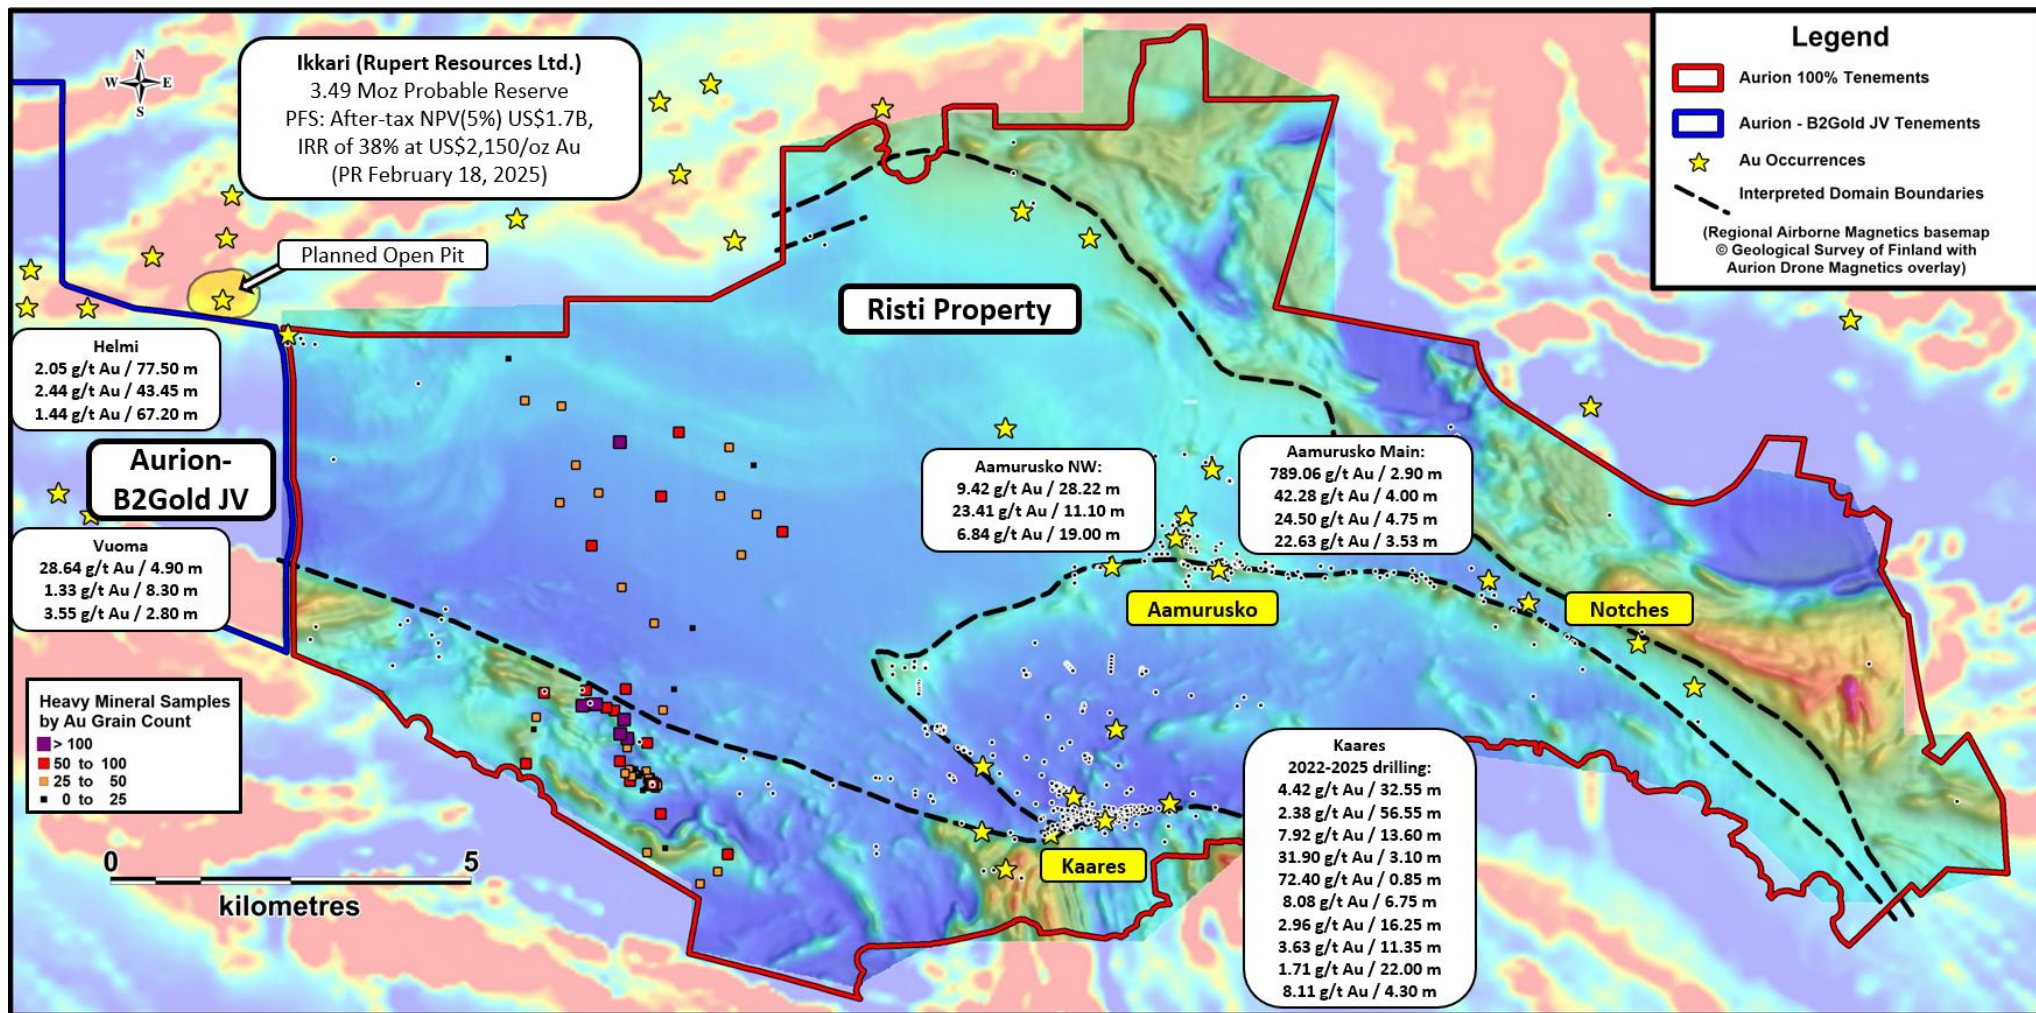 N
W E
S
Ikkari (Rupert Resources Ltd.)
3.49 Moz Probable Reserve
PFS: After-tax NPV(5%) US$1.7B,
IRR of 38% at US$2,150/oz Au
(PR February 18, 2025)
Legend
Aurion 100% Tenements
Aurion - B2Gold JV Tenements
Au Occurrences
Interpreted Domain Boundaries
(Regional Airborne Magnetics basemap
© Geological Survey of Finland with
Aurion Drone Magnetics overlay)
Planned Open Pit
Risti Property
Helmi
2.05 g/t Au / 77.50 m
2.44 g/t Au / 43.45 m
1.44 g/t Au / 67.20 m
Aurion-
B2Gold JV
Vuoma
28.64 g/t Au / 4.90 m
1.33 g/t Au / 8.30 m
3.55 g/t Au / 2.80 m
Aamurusko NW:
9.42 g/t Au / 28.22 m
23.41 g/t Au / 11.10 m
6.84 g/t Au / 19.00 m
Aamurusko Main:
789.06 g/t Au / 2.90 m
42.28 g/t Au / 4.00 m
24.50 g/t Au / 4.75 m
22.63 g/t Au / 3.53 m
Aamurusko
Notches
Heavy Mineral Samples
by Au Grain Count
> 100
50 to 100
25 to 50
0 to 25
0 5
kilometres
Kaares
Kaares
2022-2025 drilling:
4.42 g/t Au / 32.55 m
2.38 g/t Au / 56.55 m
7.92 g/t Au / 13.60 m
31.90 g/t Au / 3.10 m
72.40 g/t Au / 0.85 m
8.08 g/t Au / 6.75 m
2.96 g/t Au / 16.25 m
3.63 g/t Au / 11.35 m
1.71 g/t Au / 22.00 m
8.11 g/t Au / 4.30 m